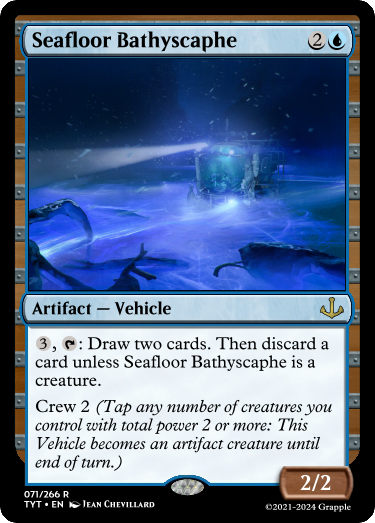 Seafloor Bathyscaphe 2
Artifact — Vehicle
3, : Draw two cards. Then discard a
card unless Seafloor Bathyscaphe is a
creature.
Crew 2 (Tap any number of creatures you
control with total power 2 or more: This
Vehicle becomes an artifact creature until
end of turn.)
2/2
071/266 R
TYT • EN JEAN CHEVILLARD
©2021-2024 Grapple